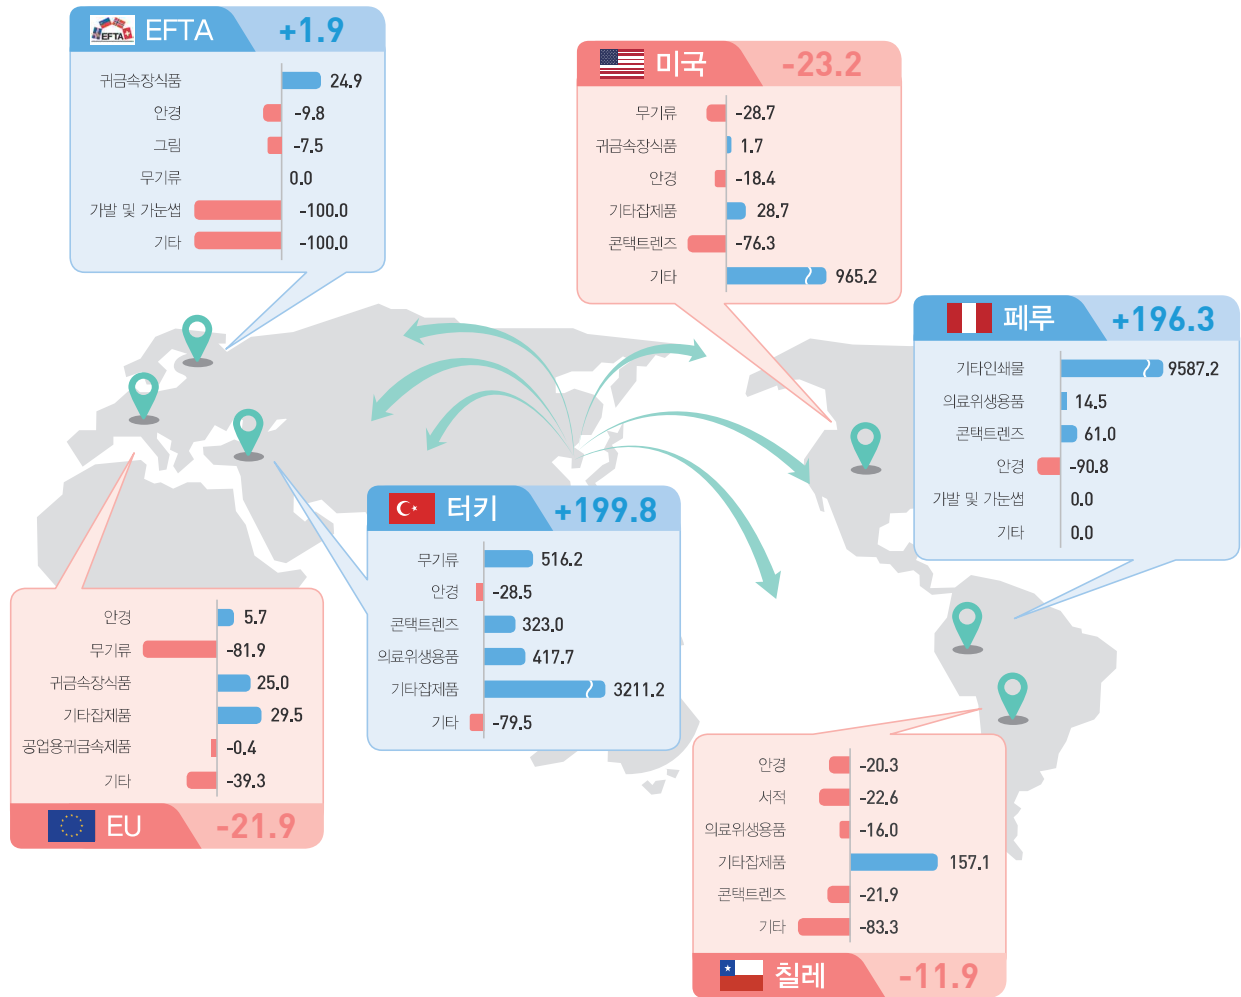 EFTA EFTA +1.9
귀금속장식품 24.9
안경 -9.8
그림 -7.5
무기류 0.0
가발 및 가눈썹 -100.0
기타 -100.0
미국 -23.2
무기류 -28.7
귀금속장식품 1.7
안경 -18.4
기타잡제품 28.7
콘택트렌즈 -76.3
기타 965.2
페루 +196.3
기타인쇄물 9587.2
의료위생용품 14.5
콘택트렌즈 61.0
안경 -90.8
가발 및 가눈썹 0.0
기타 0.0
터키 +199.8
무기류 516.2
안경 -28.5
콘택트렌즈 323.0
의료위생용품 417.7
기타잡제품 3211.2
기타 -79.5
안경 5.7
무기류 -81.9
귀금속장식품 25.0
기타잡제품 29.5
공업용귀금속제품 -0.4
기타 -39.3
EU -21.9
안경 -20.3
서적 -22.6
의료위생용품 -16.0
기타잡제품 157.1
콘택트렌즈 -21.9
기타 -83.3
칠레 -11.9